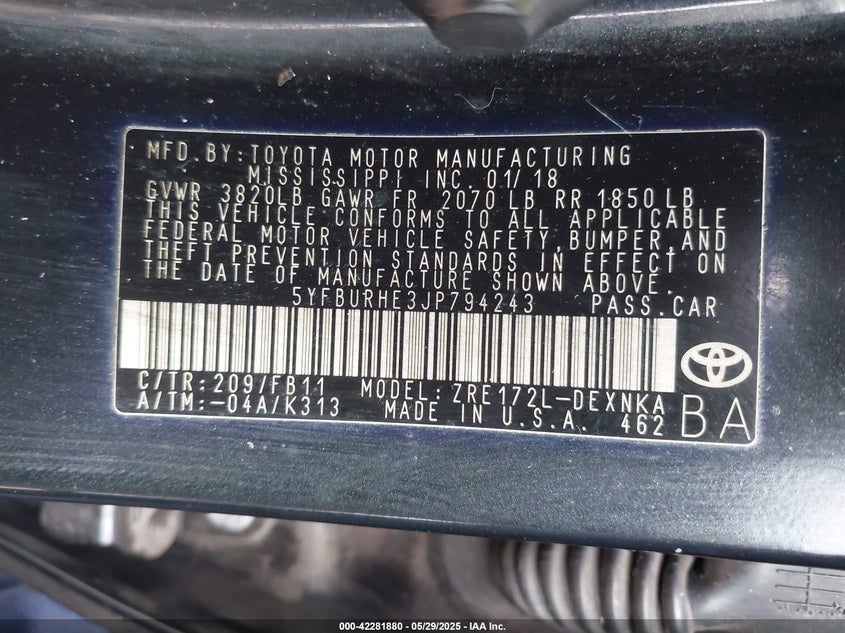 MFD.BY:TOYOTA MOTOR MANUFACTURING
MISSISSIPPI INC.01/18
GVWR 3820LB GAWR FR 2070 LB RR 1850 LB
THIS VEHICLE CONFORMS TO ALL APPLICABLE
FEDERAL MOTOR VEHICLE SAFETY,BUMPER,AND
THEFT PREVENTION STANDARDS IN EFFECT ON
THE DATE OF MANUFACTURE SHOWN ABOVE.
5YFBURHE3JP794243 PASS.CAR
C/TR:209/FB11 MODEL:ZRE172L-DEXNKA
A/TM:-04A/K313 MADE IN U.S.A. 462 BA
000-42281880 - 05/29/2025 - IAA Inc.